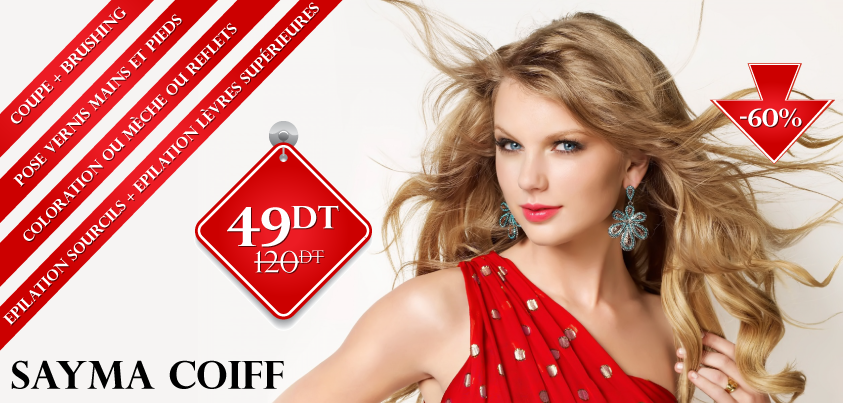 COUPE + BRUSHING
POSE VERNIS MAINS ET PIEDS
COLORATION OU MÈCHE OU REFLETS
EPILATION SOURCILS + EPILATION LÈVRES SUPÉRIEURES
-60%
49DT
120DT
SAYMA COIFF